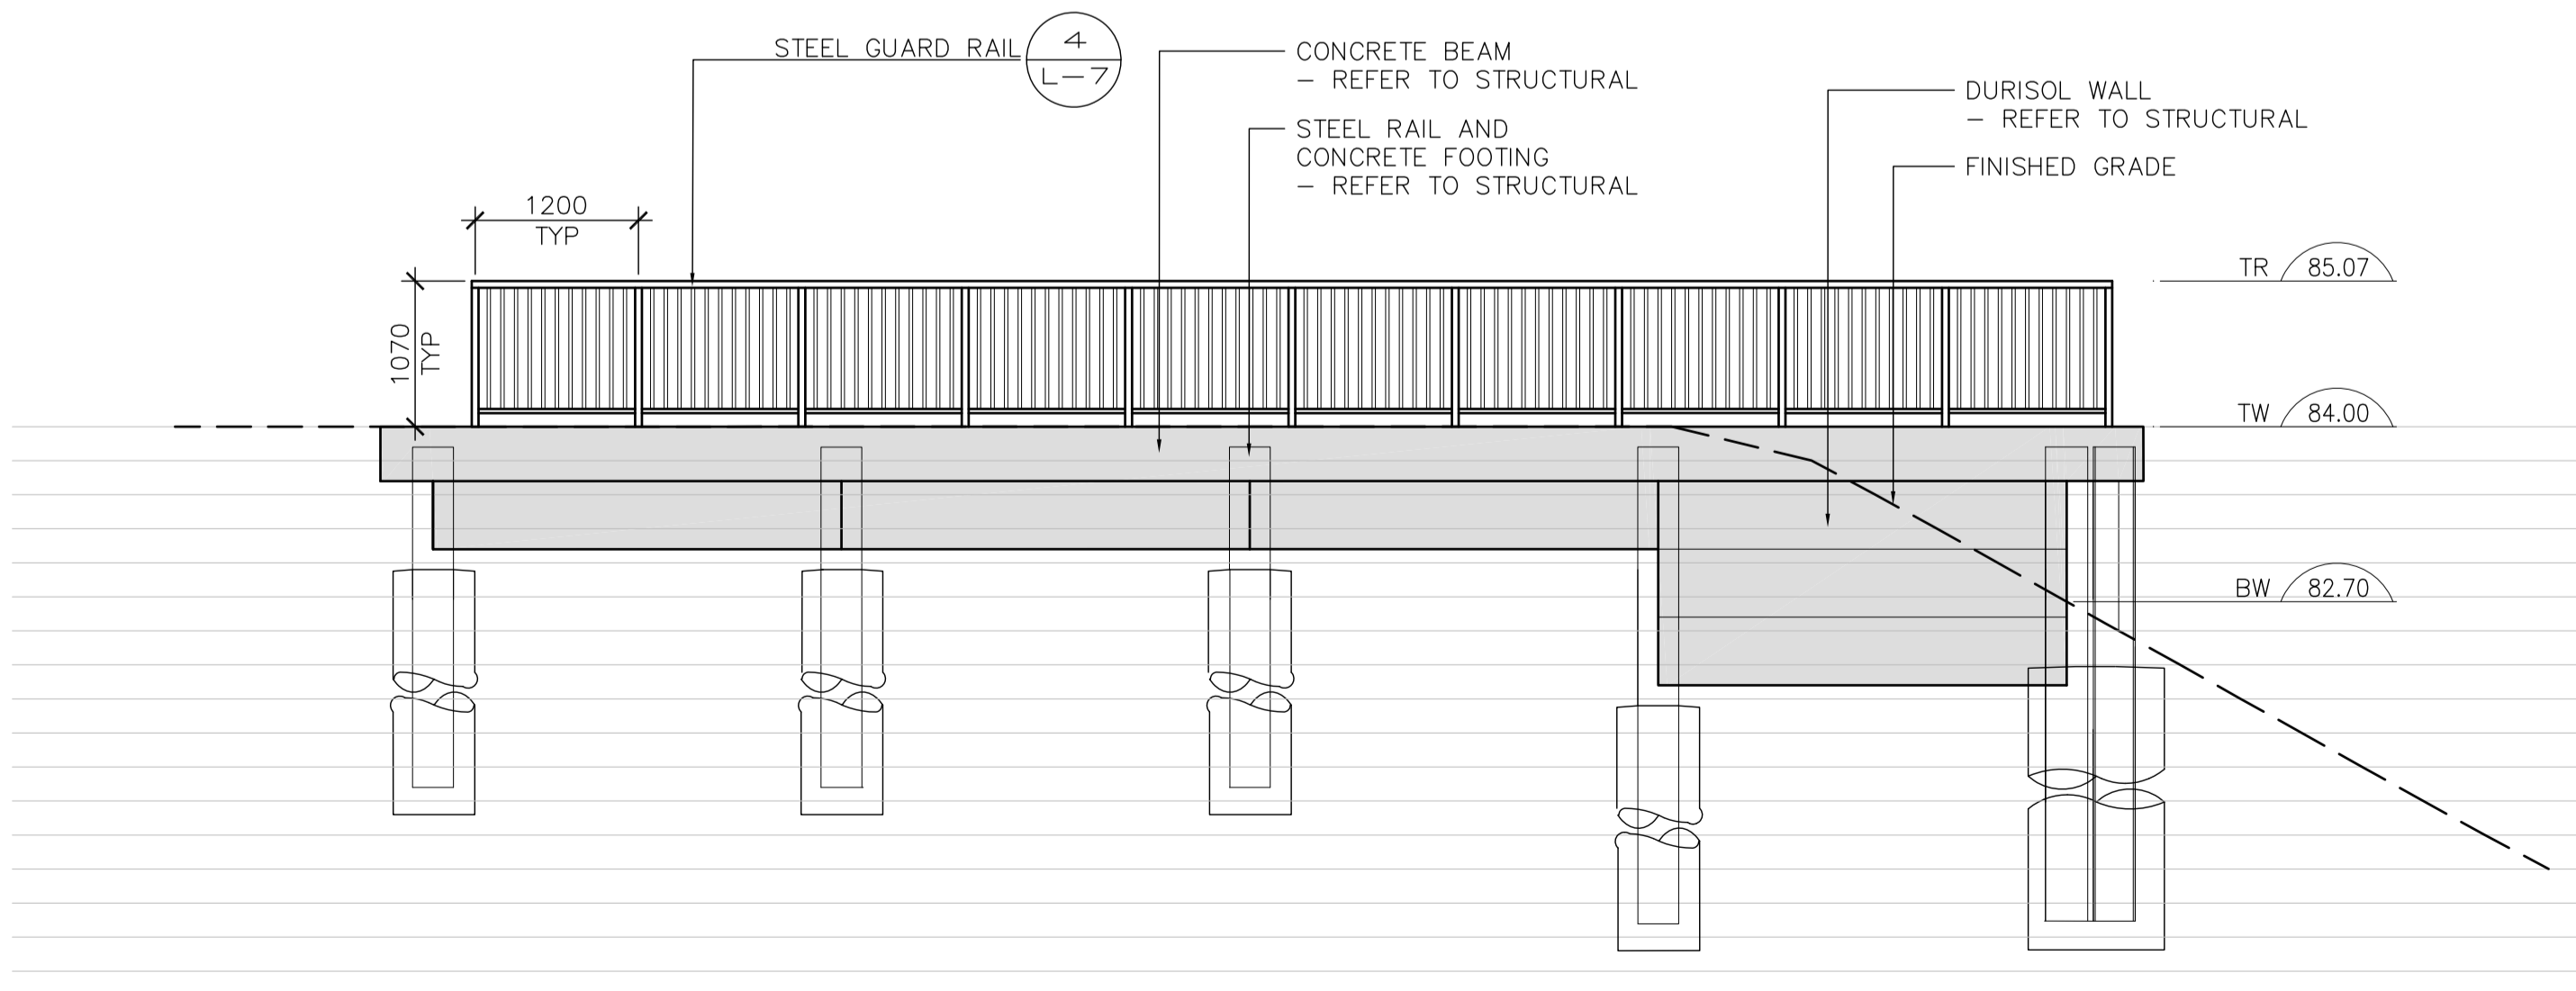 STEEL GUARD RAIL
4
L-7
CONCRETE BEAM
- REFER TO STRUCTURAL
STEEL RAIL AND
CONCRETE FOOTING
- REFER TO STRUCTURAL
DURISOL WALL
- REFER TO STRUCTURAL
FINISHED GRADE
1200
TYP
1070
TYP
TR 85.07
TW 84.00
BW 82.70